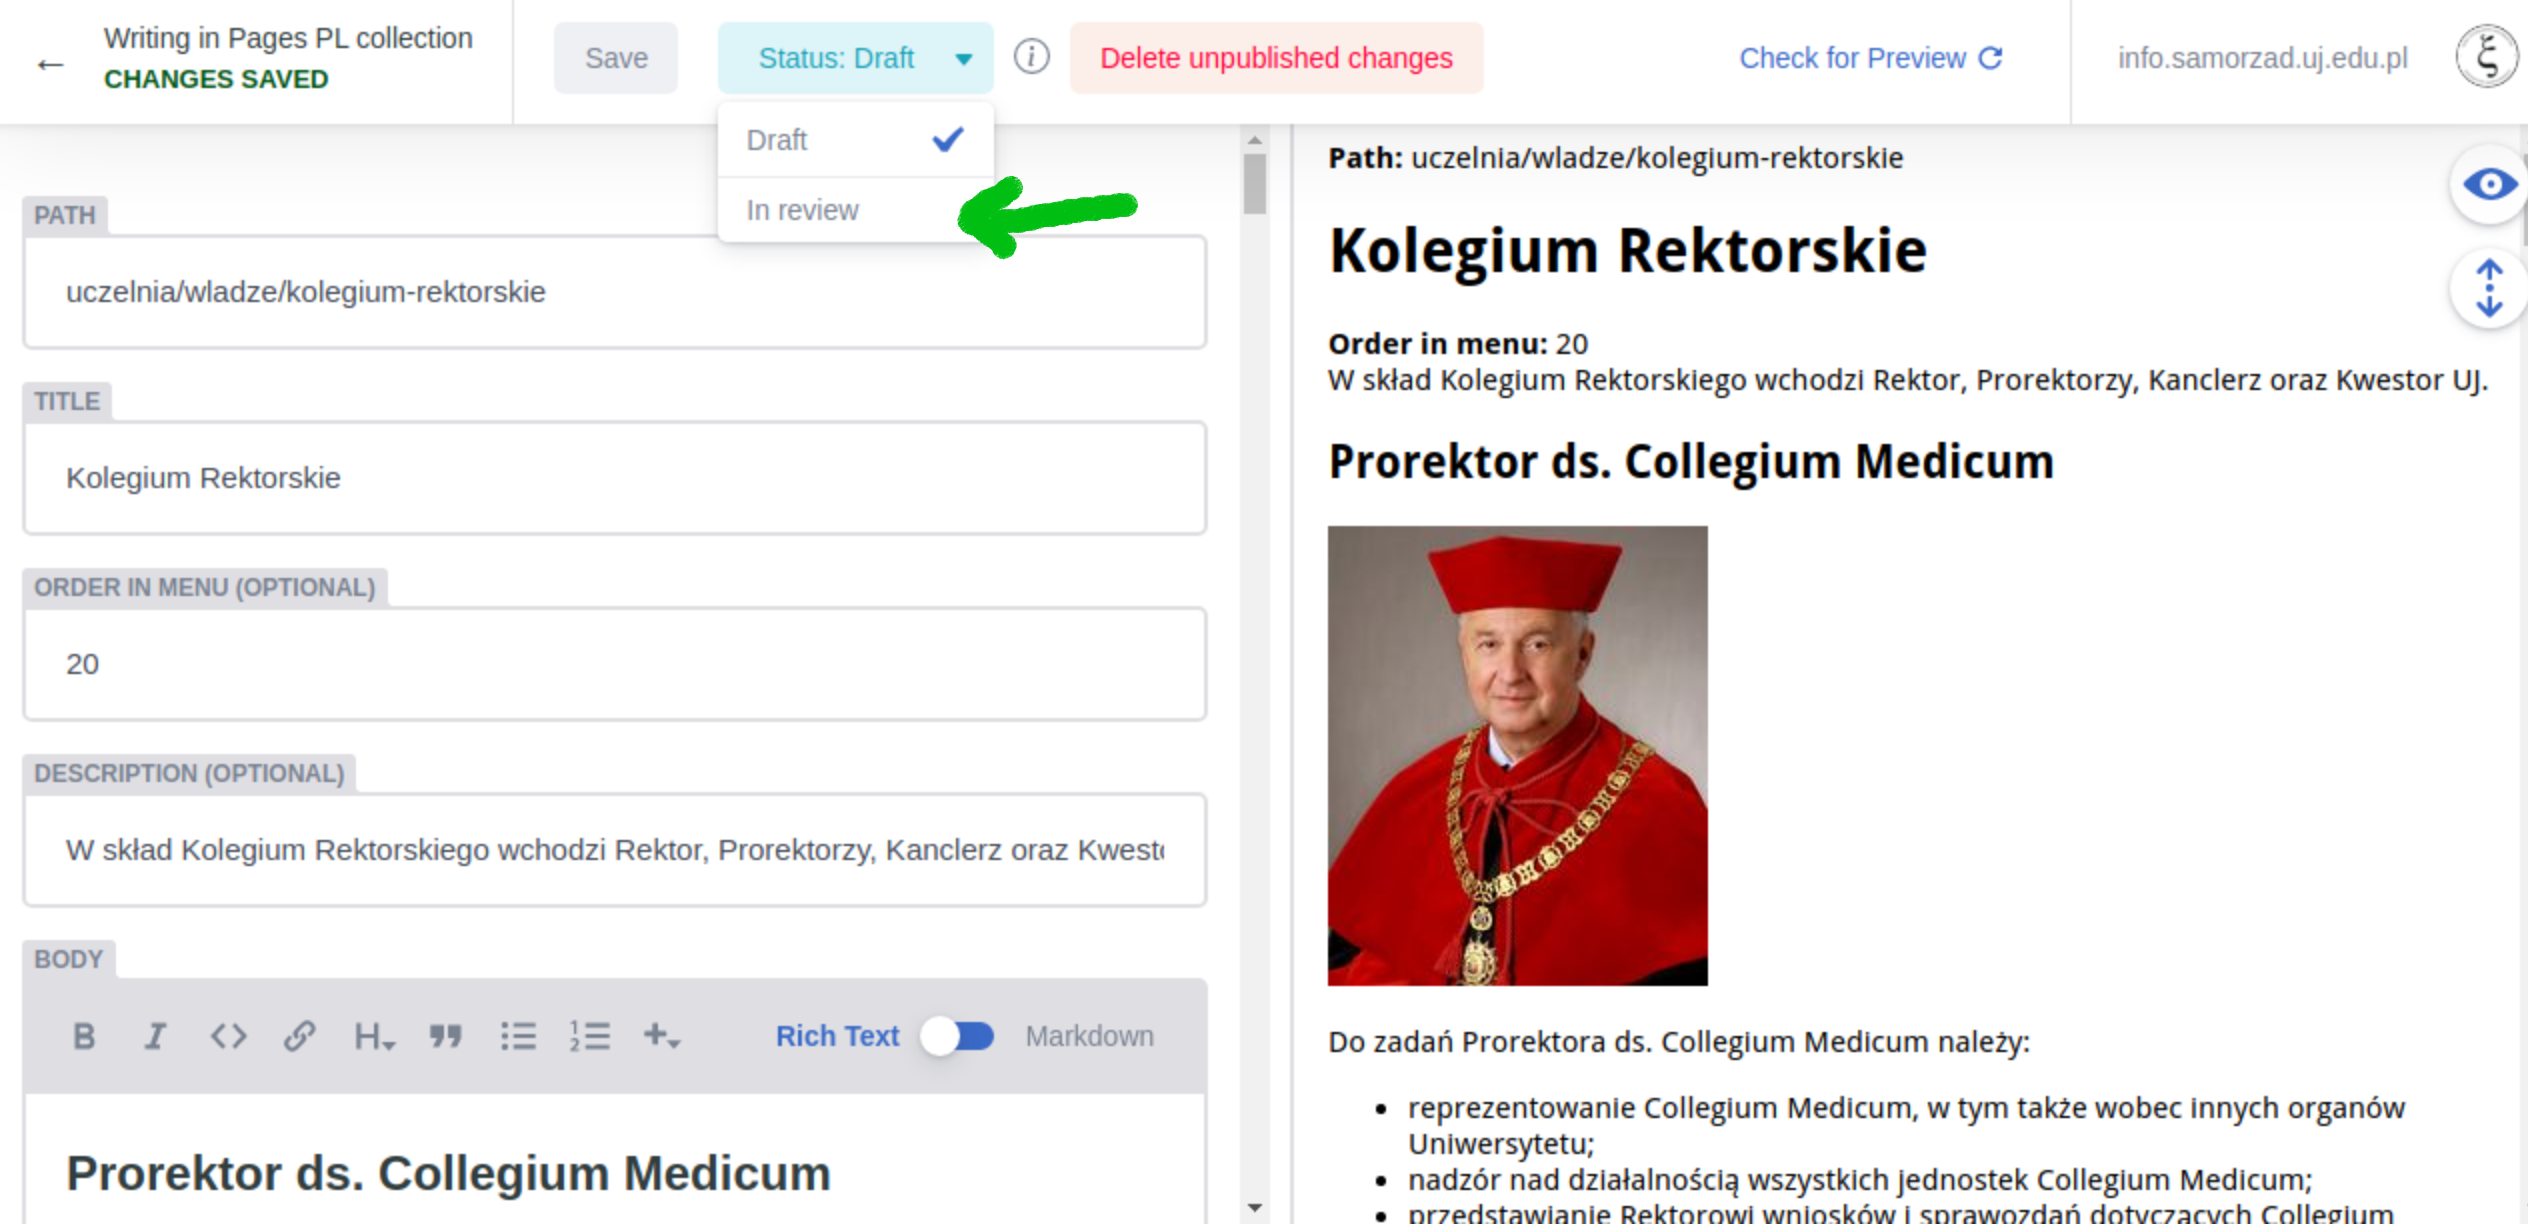 Writing in Pages PL collection
CHANGES SAVED
Save
Status: Draft
Delete unpublished changes
Check for Preview
info.samorzad.uj.edu.pl
Draft
In review
PATH
uczelnia/wladze/kolegium-rektorskie
TITLE
Kolegium Rektorskie
ORDER IN MENU (OPTIONAL)
20
DESCRIPTION (OPTIONAL)
W skład Kolegium Rektorskiego wchodzi Rektor, Prorektorzy, Kanclerz oraz Kwesto
BODY
Rich Text
Markdown
Prorektor ds. Collegium Medicum
Path: uczelnia/wladze/kolegium-rektorskie
Kolegium Rektorskie
Order in menu: 20
W skład Kolegium Rektorskiego wchodzi Rektor, Prorektorzy, Kanclerz oraz Kwestor UJ.
Prorektor ds. Collegium Medicum
Do zadań Prorektora ds. Collegium Medicum należy:
• reprezentowanie Collegium Medicum, w tym także wobec innych organów
Uniwersytetu;
• nadzór nad działalnością wszystkich jednostek Collegium Medicum;
• przedstawianie Rektorowi wniosków i sprawozdań dotyczących Collegium